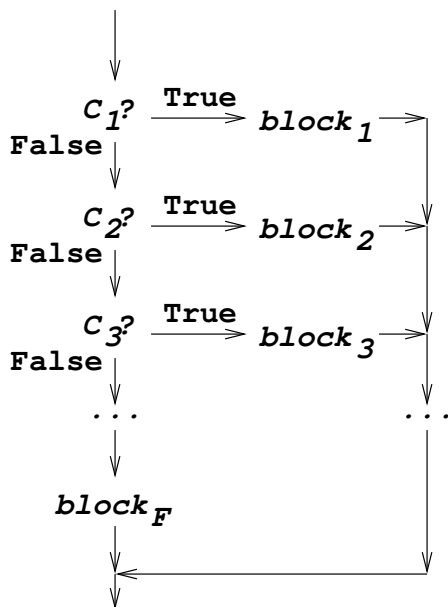 C1? True block1
False
C2? True block2
False
C3? True block3
False
... ...
blockF